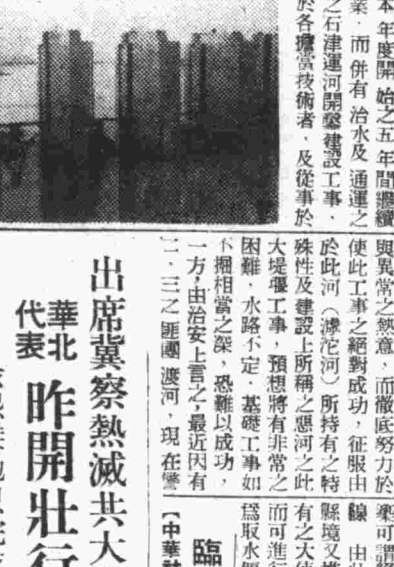 本年度開始之五年間繼續
業，而併有治水及通運之
之石津運河開鑿建設工事，
於各擔當技術者，及從事於
與異常之熱意，而徹底努力於
使此工事之絕對成功，征服由
於此河（滹沱河）所持有之特
殊性及建設上所稱之惡河之此
大堤堰工事，預想將有非常之
困難，水路不定，基礎工事如
不掘相當之深，恐難以成功，
一方，由治安上言之，最近因有
二、三之匪團渡河，現在
出席冀察熱滅共大
華北
代表
昨開壯行
線，由
縣境又
有之大
而可進行
為取水
臨
【中華